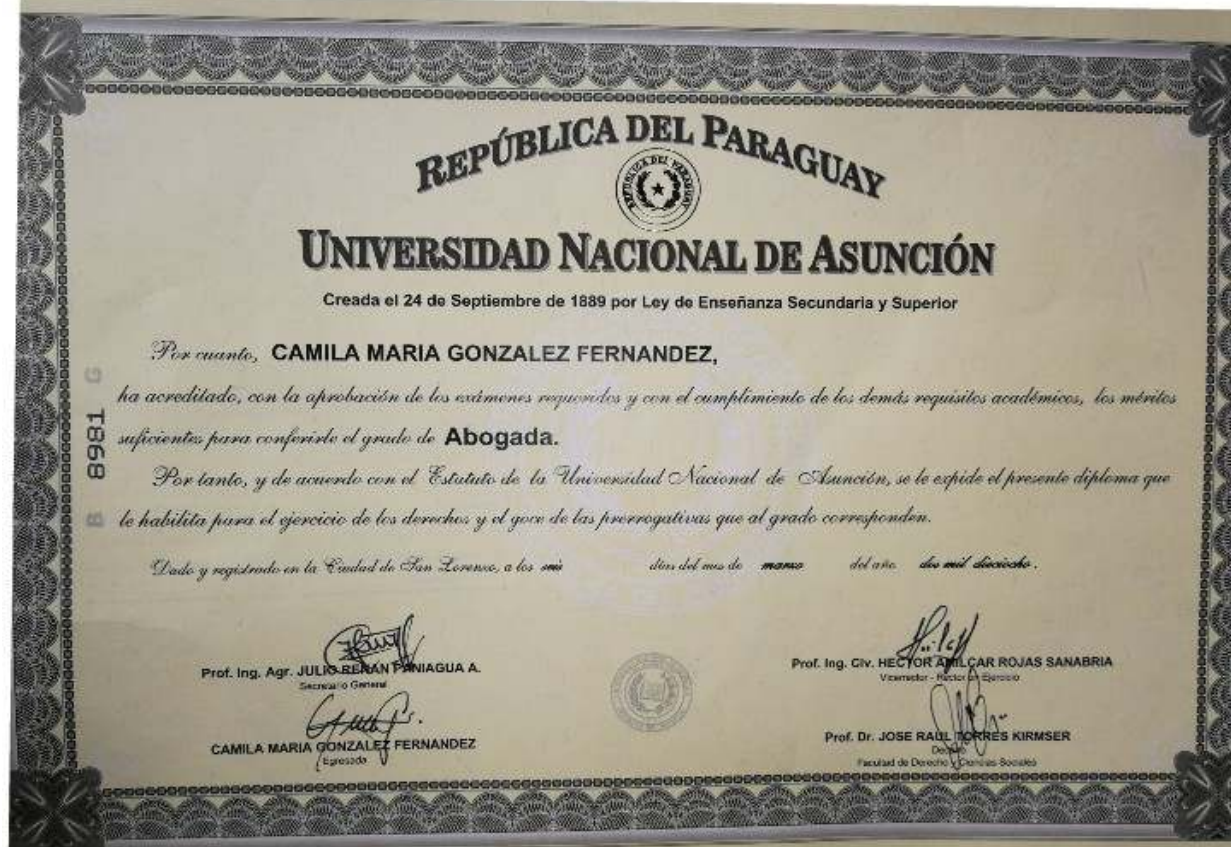 REPÚBLICA DEL PARAGUAY
REPUBLICA DEL PARAGUAY
UNIVERSIDAD NACIONAL DE ASUNCIÓN
Creada el 24 de Septiembre de 1889 por Ley de Enseñanza Secundaria y Superior
Por cuanto, CAMILA MARIA GONZALEZ FERNANDEZ,
ha acreditado, con la aprobación de los exámenes requeridos y con el cumplimiento de los demás requisitos académicos, los méritos
suficientes para conferirle el grado de Abogada.
Por tanto, y de acuerdo con el Estatuto de la Universidad Nacional de Asunción, se le expide el presente diploma que
le habilita para el ejercicio de los derechos y el goce de las prerrogativas que al grado corresponden.
Dado y registrado en la Ciudad de San Lorenzo, a los seis días del mes de marzo del año dos mil dieciocho.
B 8981 G
Prof. Ing. Agr. JULIO RENAN PANIAGUA A.
Secretario General
Prof. Ing. Civ. HECTOR AMILCAR ROJAS SANABRIA
Vicerrector - Rector en Ejercicio
CAMILA MARIA GONZALEZ FERNANDEZ
Egresada
Prof. Dr. JOSE RAUL TORRES KIRMSER
Decano
Facultad de Derecho y Ciencias Sociales